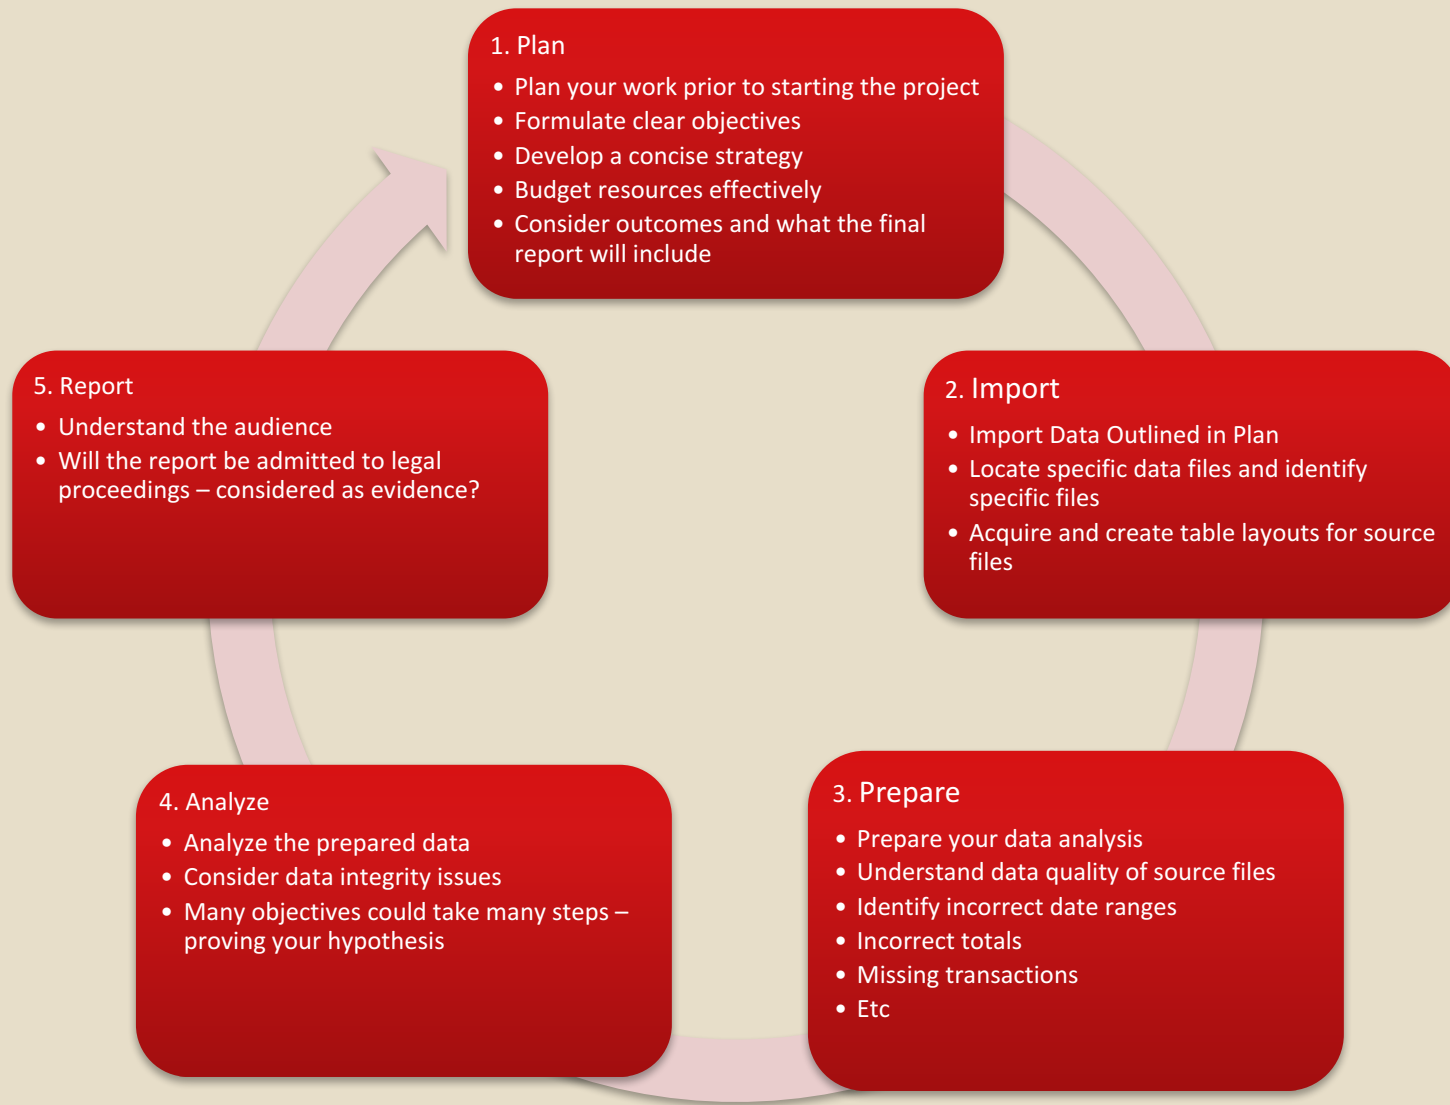 1. Plan
• Plan your work prior to starting the project
• Formulate clear objectives
• Develop a concise strategy
• Budget resources effectively
• Consider outcomes and what the final
report will include
2. Import
• Import Data Outlined in Plan
• Locate specific data files and identify
specific files
• Acquire and create table layouts for source
files
3. Prepare
• Prepare your data analysis
• Understand data quality of source files
• Identify incorrect date ranges
• Incorrect totals
• Missing transactions
• Etc
4. Analyze
• Analyze the prepared data
• Consider data integrity issues
• Many objectives could take many steps –
proving your hypothesis
5. Report
• Understand the audience
• Will the report be admitted to legal
proceedings – considered as evidence?